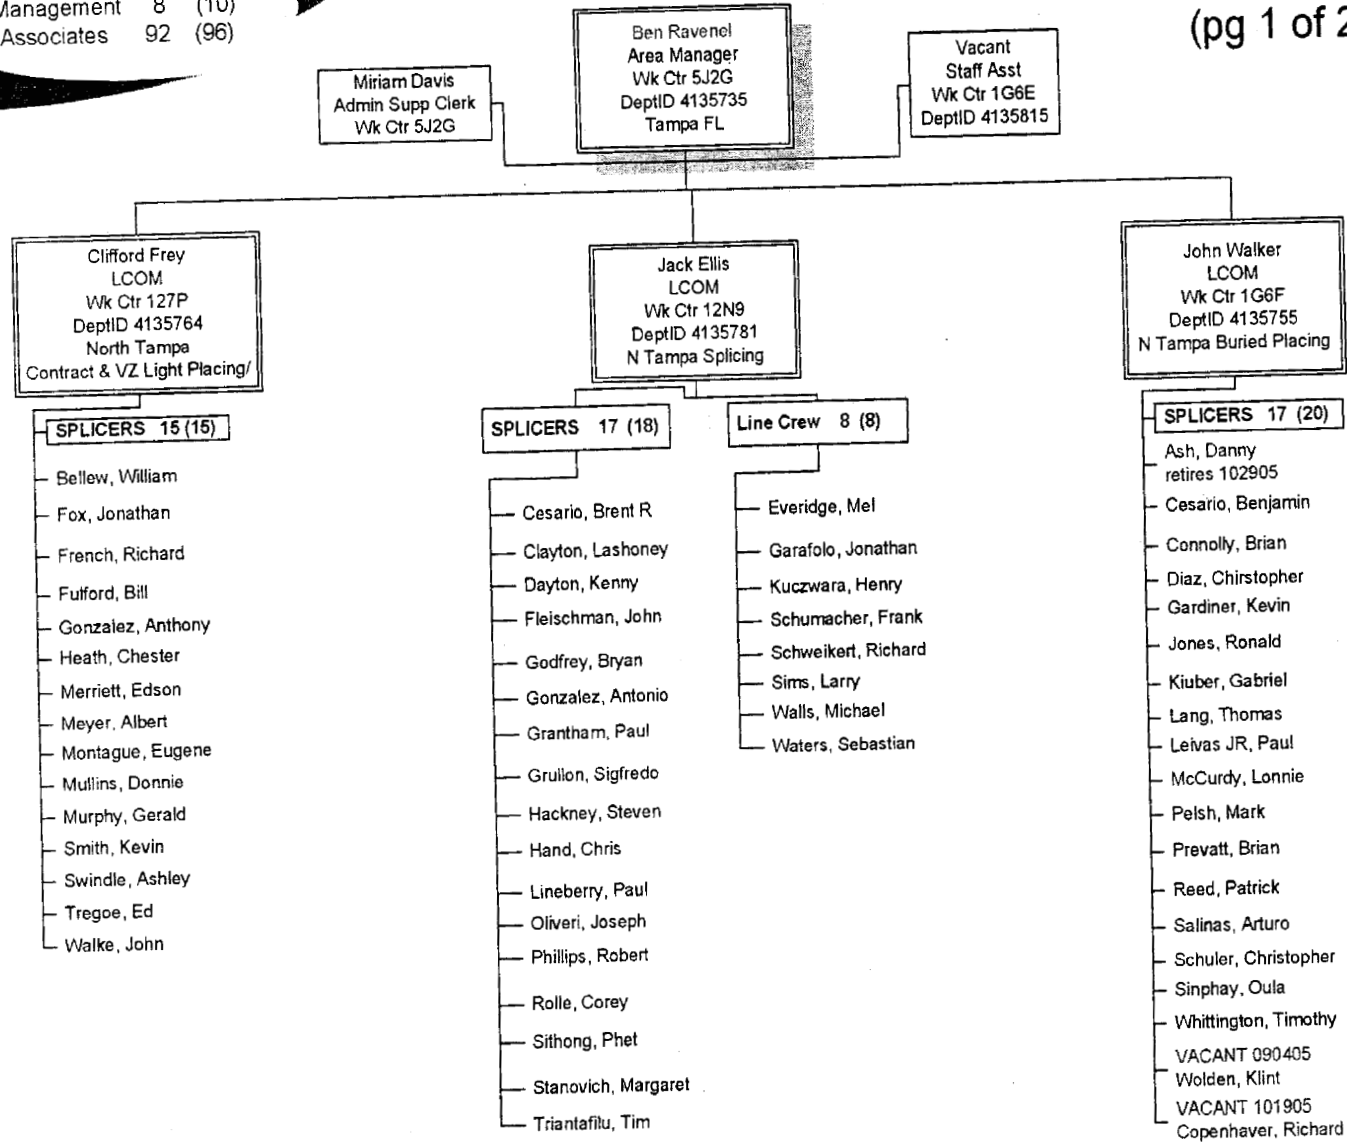 Management 8 (10)
Associates 92 (96)
(pg 1 of 2
Ben Ravenel
Area Manager
Wk Ctr 5J2G
DeptID 4135735
Tampa FL
Miriam Davis
Admin Supp Clerk
Wk Ctr 5J2G
Vacant
Staff Asst
Wk Ctr 1G6E
DeptID 4135815
Clifford Frey
LCOM
Wk Ctr 127P
DeptID 4135764
North Tampa
Contract & VZ Light Placing/
SPLICERS 15 (15)
Bellew, William
Fox, Jonathan
French, Richard
Fulford, Bill
Gonzalez, Anthony
Heath, Chester
Merriett, Edson
Meyer, Albert
Montague, Eugene
Mullins, Donnie
Murphy, Gerald
Smith, Kevin
Swindle, Ashley
Tregoe, Ed
Walke, John
Jack Ellis
LCOM
Wk Ctr 12N9
DeptID 4135781
N Tampa Splicing
SPLICERS 17 (18)
Cesario, Brent R
Clayton, Lashoney
Dayton, Kenny
Fleischman, John
Godfrey, Bryan
Gonzalez, Antonio
Grantham, Paul
Grullon, Sigfredo
Hackney, Steven
Hand, Chris
Lineberry, Paul
Oliveri, Joseph
Phillips, Robert
Rolle, Corey
Sithong, Phet
Stanovich, Margaret
Triantafilu, Tim
Line Crew 8 (8)
Everidge, Mel
Garafolo, Jonathan
Kuczwara, Henry
Schumacher, Frank
Schweikert, Richard
Sims, Larry
Walls, Michael
Waters, Sebastian
John Walker
LCOM
Wk Ctr 1G6F
DeptID 4135755
N Tampa Buried Placing
SPLICERS 17 (20)
Ash, Danny
retires 102905
Cesario, Benjamin
Connolly, Brian
Diaz, Chirstopher
Gardiner, Kevin
Jones, Ronald
Kiuber, Gabriel
Lang, Thomas
Leivas JR, Paul
McCurdy, Lonnie
Pelsh, Mark
Prevatt, Brian
Reed, Patrick
Salinas, Arturo
Schuler, Christopher
Sinphay, Oula
Whittington, Timothy
VACANT 090405
Wolden, Klint
VACANT 101905
Copenhaver, Richard